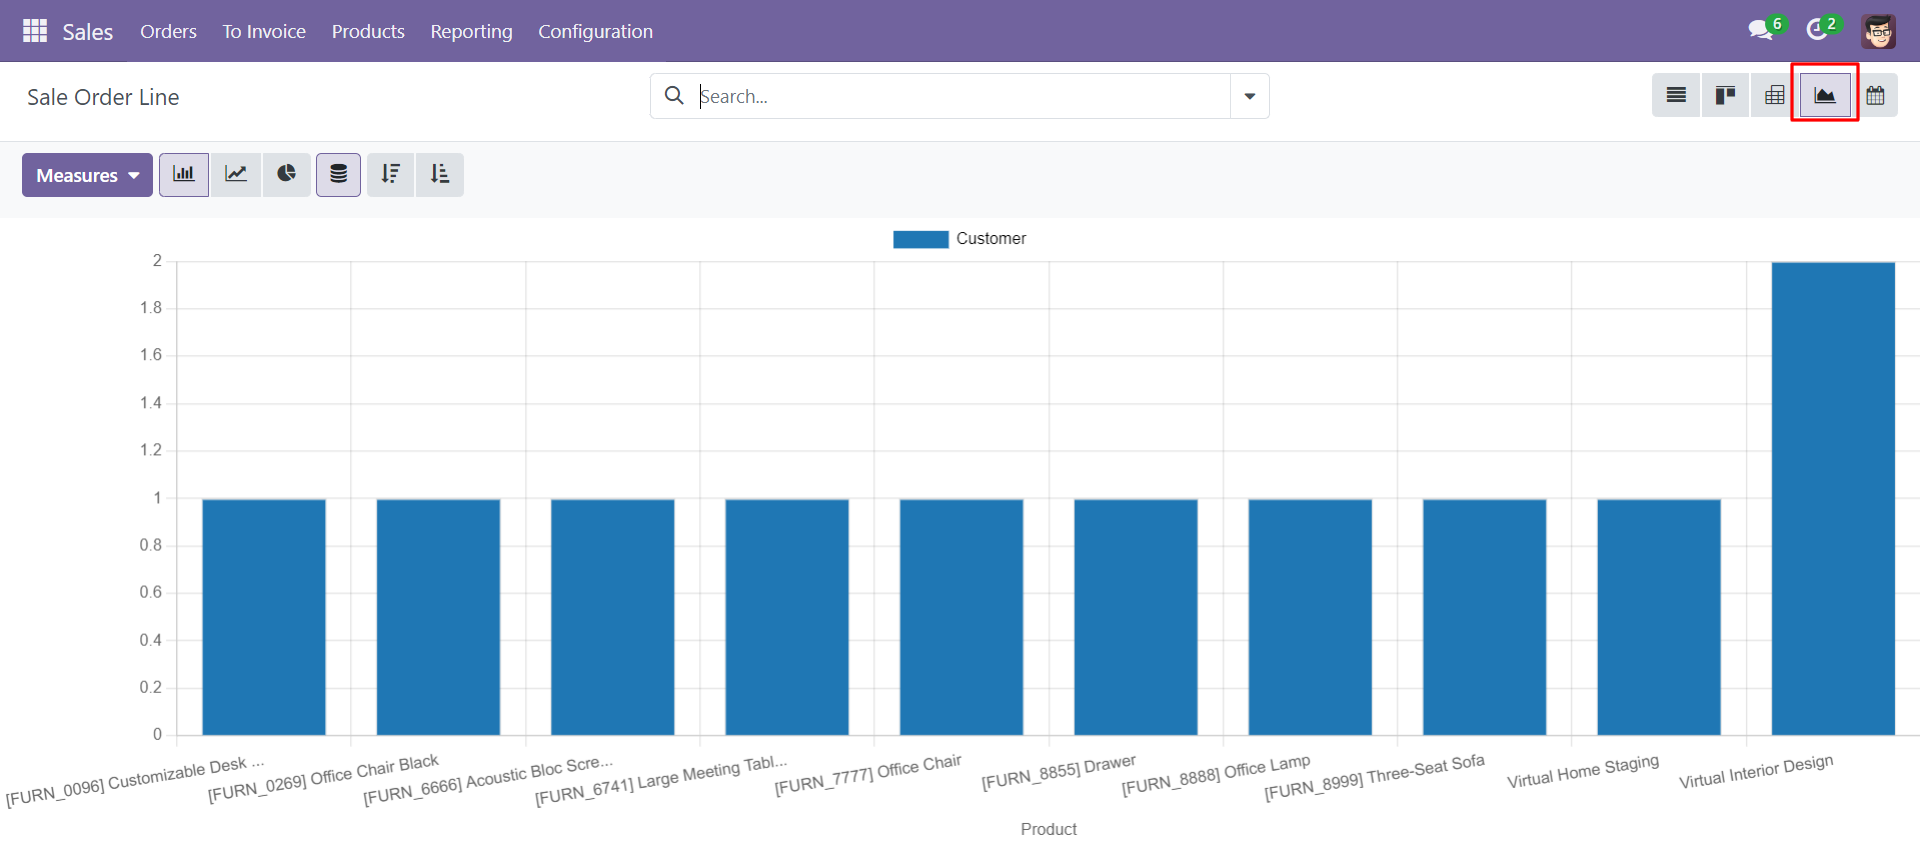 Sales Orders To Invoice Products Reporting Configuration 6 2
Sale Order Line
Search...
Measures
Customer
2
1.8
1.6
1.4
1.2
1
0.8
0.6
0.4
0.2
0
[FURN_0096] Customizable Desk ...
[FURN_0269] Office Chair Black
[FURN_6666] Acoustic Bloc Scre...
[FURN_6741] Large Meeting Tabl...
[FURN_7777] Office Chair
[FURN_8855] Drawer
[FURN_8888] Office Lamp
[FURN_8999] Three-Seat Sofa
Virtual Home Staging
Virtual Interior Design
Product